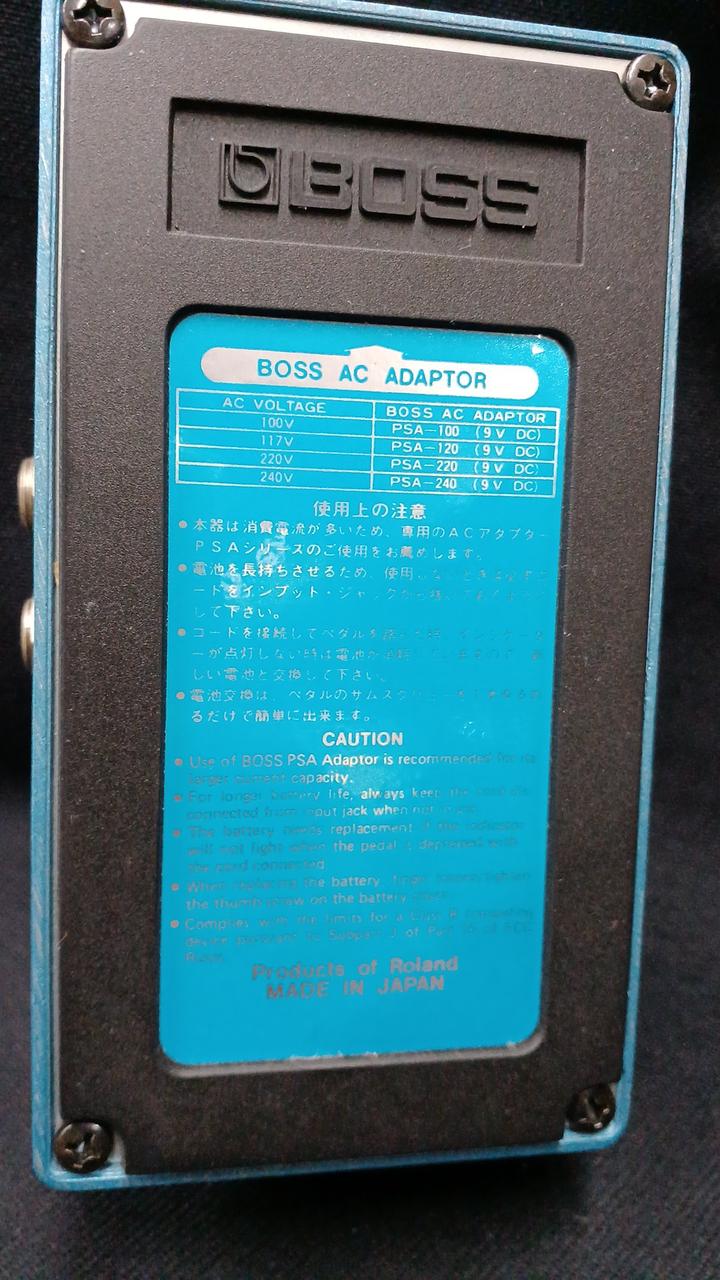 BOSS
BOSS AC ADAPTOR
AC VOLTAGE BOSS AC ADAPTOR
100V PSA-100 (9V DC)
117V PSA-120 (9V DC)
220V PSA-220 (9V DC)
240V PSA-240 (9V DC)
使用上の注意
●本器は消費電流が多いため、専用のACアダプター
PSAシリーズのご使用をお薦めします。
●電池を長持ちさせるため、使用しないときは必ずコ
ードをインプット・ジャックから
して下さい。
●コードを接続してペダルを
ーが点灯しない時は電池が
しい電池と交換して下さい。
●電池交換は、ペダルのサムスクリューを
るだけで簡単に出来ます。
CAUTION
● Use of BOSS PSA Adaptor is recommended for its
larger current capacity.
● For longer battery life, always keep the cord dis-
connected from input jack when not in use.
● The battery needs replacement if the indicator
will not light when the pedal is depressed with
the cord connected.
● When replacing the battery, loosen/tighten
the thumb screw on the battery
● Complies with the limits for a Class B computing
device pursuant to Subpart J of Part 15 of FCC
Rules.
Products of Roland
MADE IN JAPAN